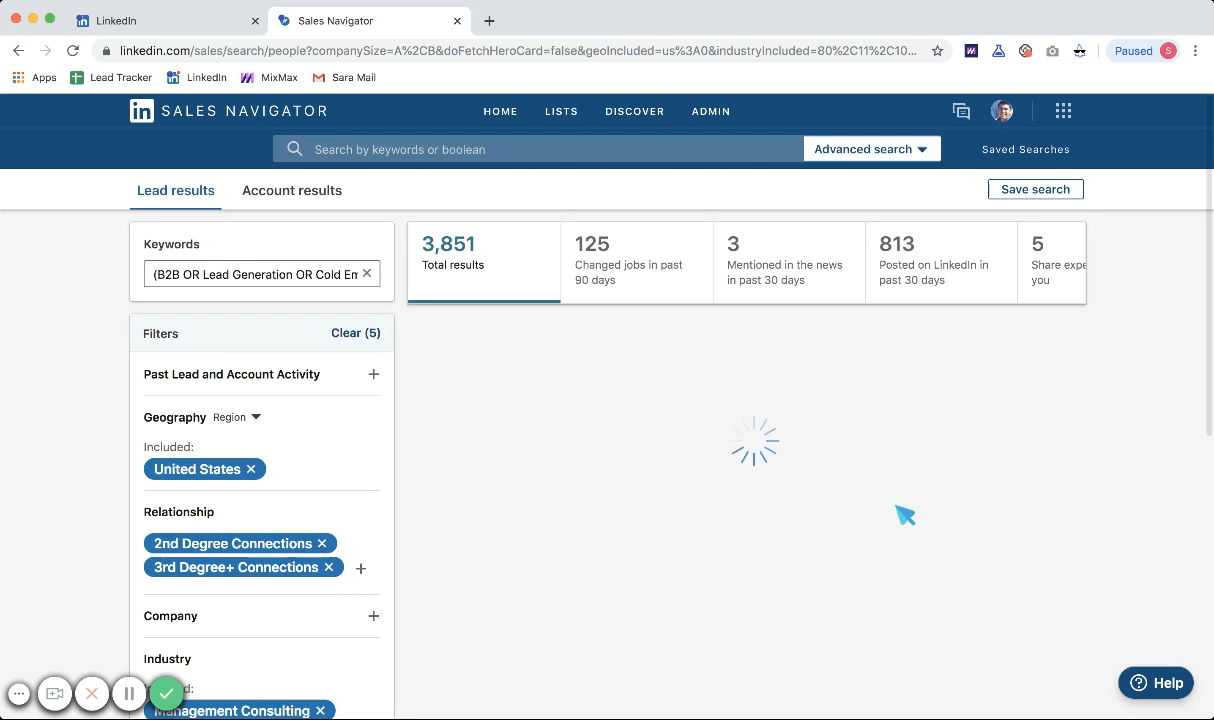 LinkedIn
Sales Navigator
linkedin.com/sales/search/people?companySize=A%2CB&doFetchHeroCard=false&geoIncluded=us%3A0&industryIncluded=80%2C11%2C10...
Paused S
Apps Lead Tracker LinkedIn MixMax Sara Mail
in SALES NAVIGATOR HOME LISTS DISCOVER ADMIN
Search by keywords or boolean Advanced search Saved Searches
Lead results Account results Save search
Keywords
(B2B OR Lead Generation OR Cold Em
3,851
Total results
125
Changed jobs in past
90 days
3
Mentioned in the news
in past 30 days
813
Posted on LinkedIn in
past 30 days
5
Share expe
you
Filters Clear (5)
Past Lead and Account Activity
Geography Region
Included:
United States
Relationship
2nd Degree Connections
3rd Degree+ Connections
Company
Industry
d:
Management Consulting
Help